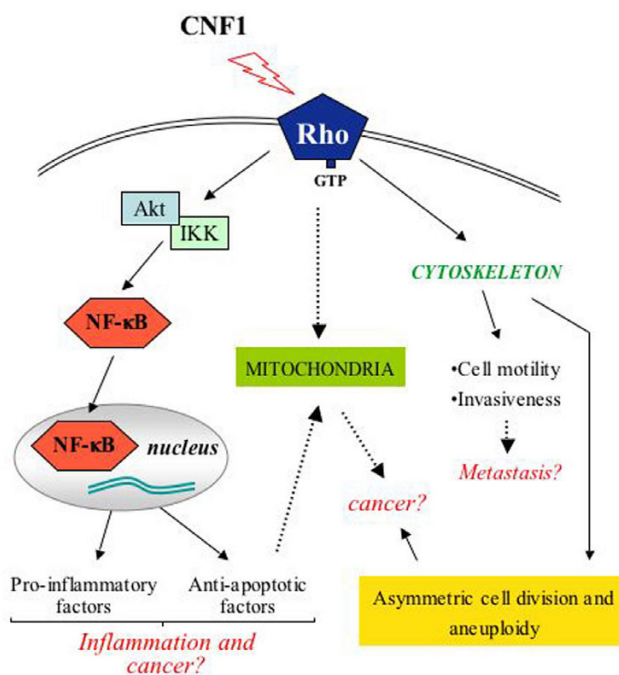 CNF1
Rho
GTP
Akt
IKK
CYTOSKELETON
NF-κB
MITOCHONDRIA
•Cell motility
•Invasiveness
NF-κB
nucleus
Metastasis?
cancer?
Pro-inflammatory
factors
Anti-apoptotic
factors
Asymmetric cell division and
aneuploidy
Inflammation and
cancer?